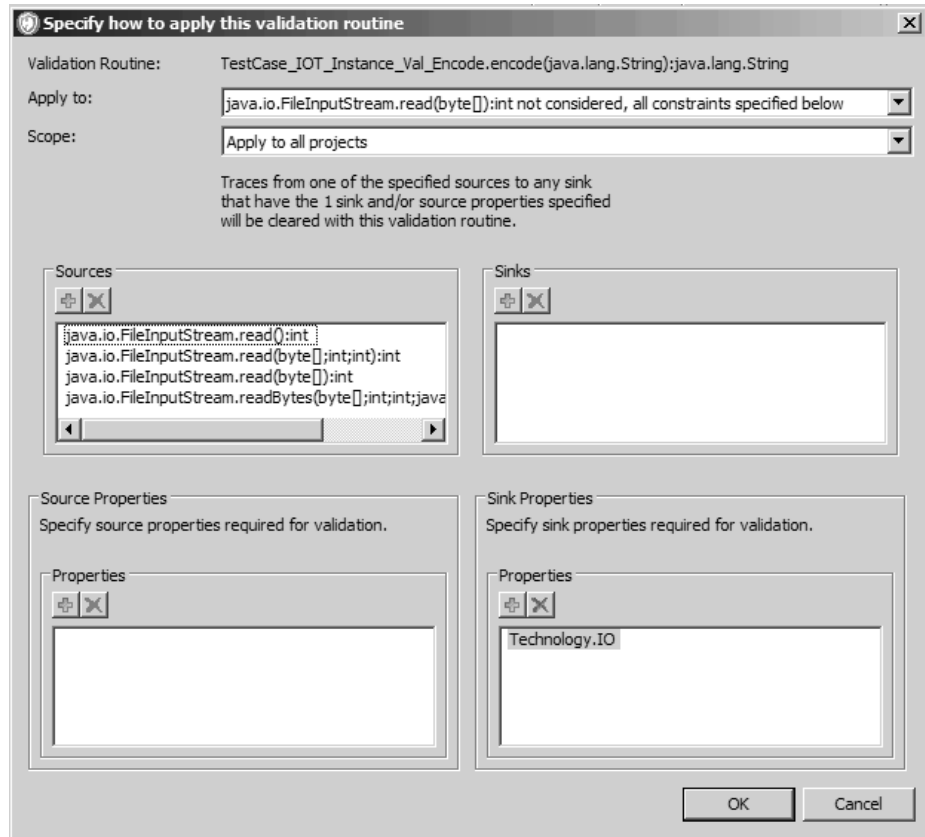 Specify how to apply this validation routine
Validation Routine: TestCase_IOT_Instance_Val_Encode.encode(java.lang.String):java.lang.String
Apply to: java.io.FileInputStream.read(byte[]):int not considered, all constraints specified below
Scope: Apply to all projects
Traces from one of the specified sources to any sink
that have the 1 sink and/or source properties specified
will be cleared with this validation routine.
Sources
java.io.FileInputStream.read():int
java.io.FileInputStream.read(byte[];int;int):int
java.io.FileInputStream.read(byte[]):int
java.io.FileInputStream.readBytes(byte[];int;int;java
Sinks
Source Properties
Specify source properties required for validation.
Properties
Sink Properties
Specify sink properties required for validation.
Properties
Technology.IO
OK Cancel